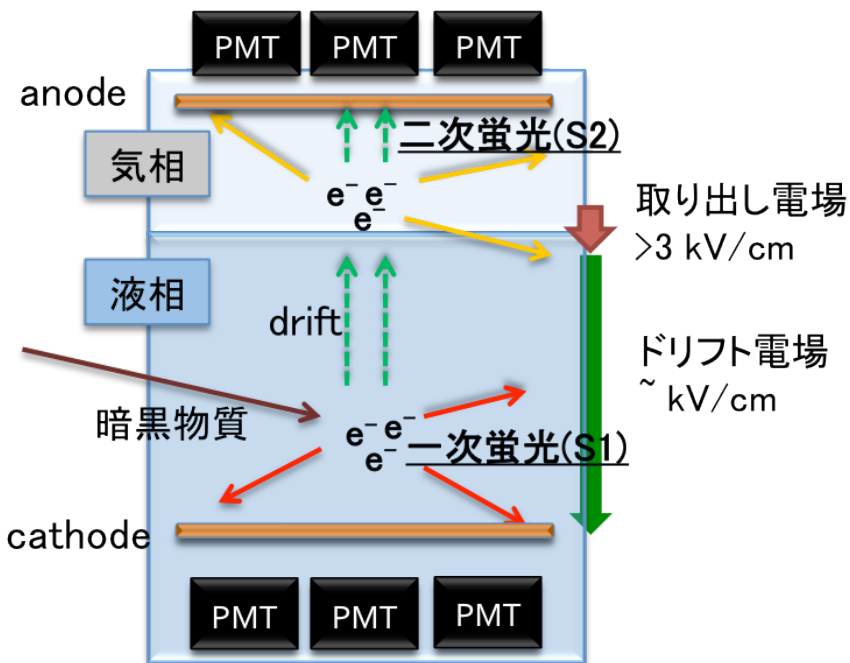 PMT PMT PMT
anode
二次蛍光(S2)
気相
e⁻ e⁻
e⁻
取り出し電場
>3 kV/cm
液相
drift
ドリフト電場
~ kV/cm
暗黒物質
e⁻ e⁻
e⁻
一次蛍光(S1)
cathode
PMT PMT PMT